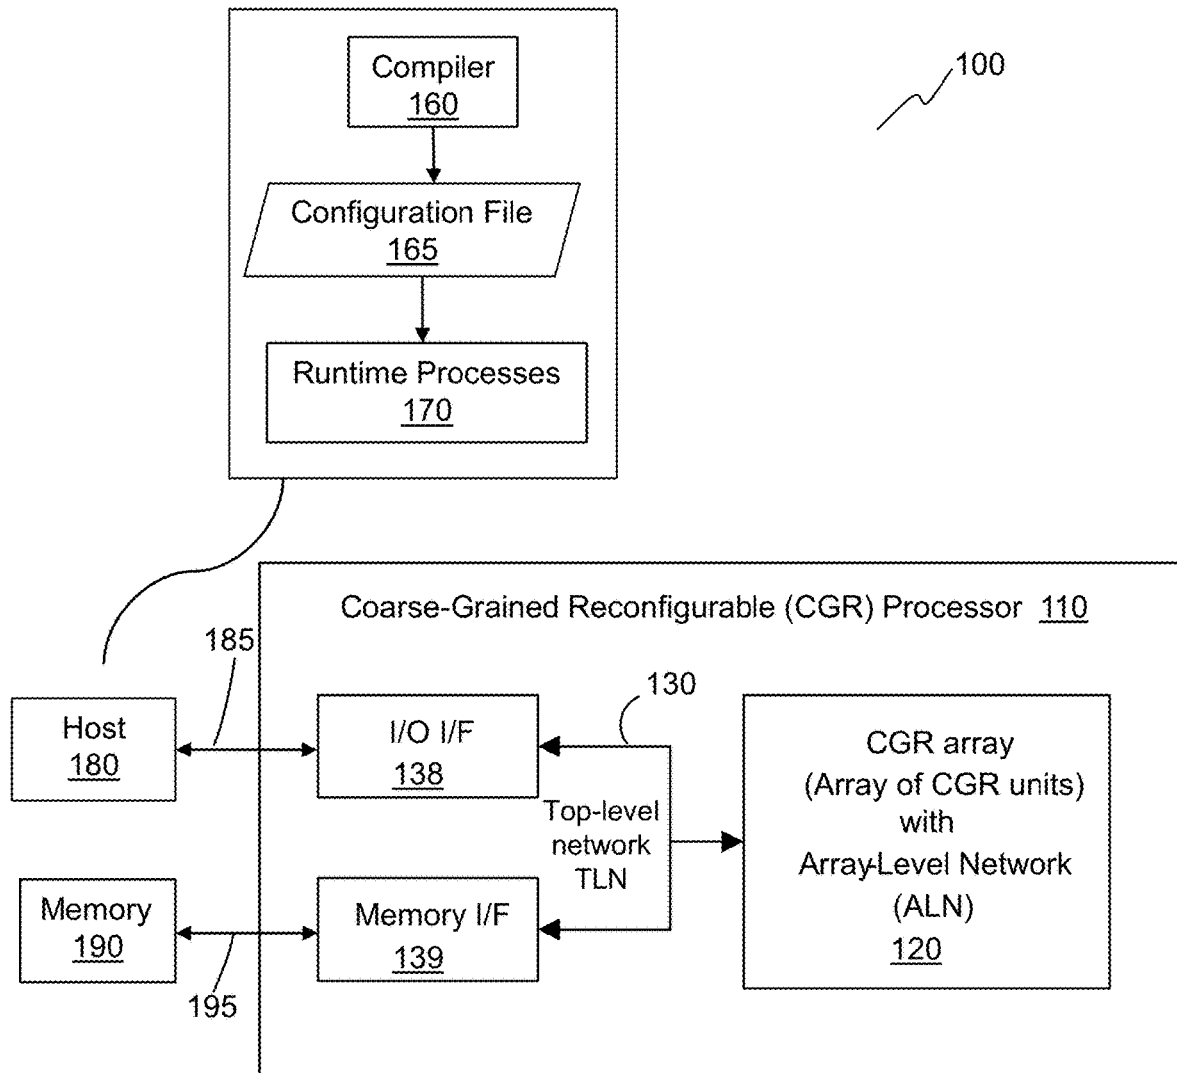 Compiler
160
100
Configuration File
165
Runtime Processes
170
Coarse-Grained Reconfigurable (CGR) Processor 110
185
130
Host
180
I/O I/F
138
CGR array
(Array of CGR units)
with
Array-Level Network
(ALN)
120
Top-level
network
TLN
Memory
190
Memory I/F
139
195